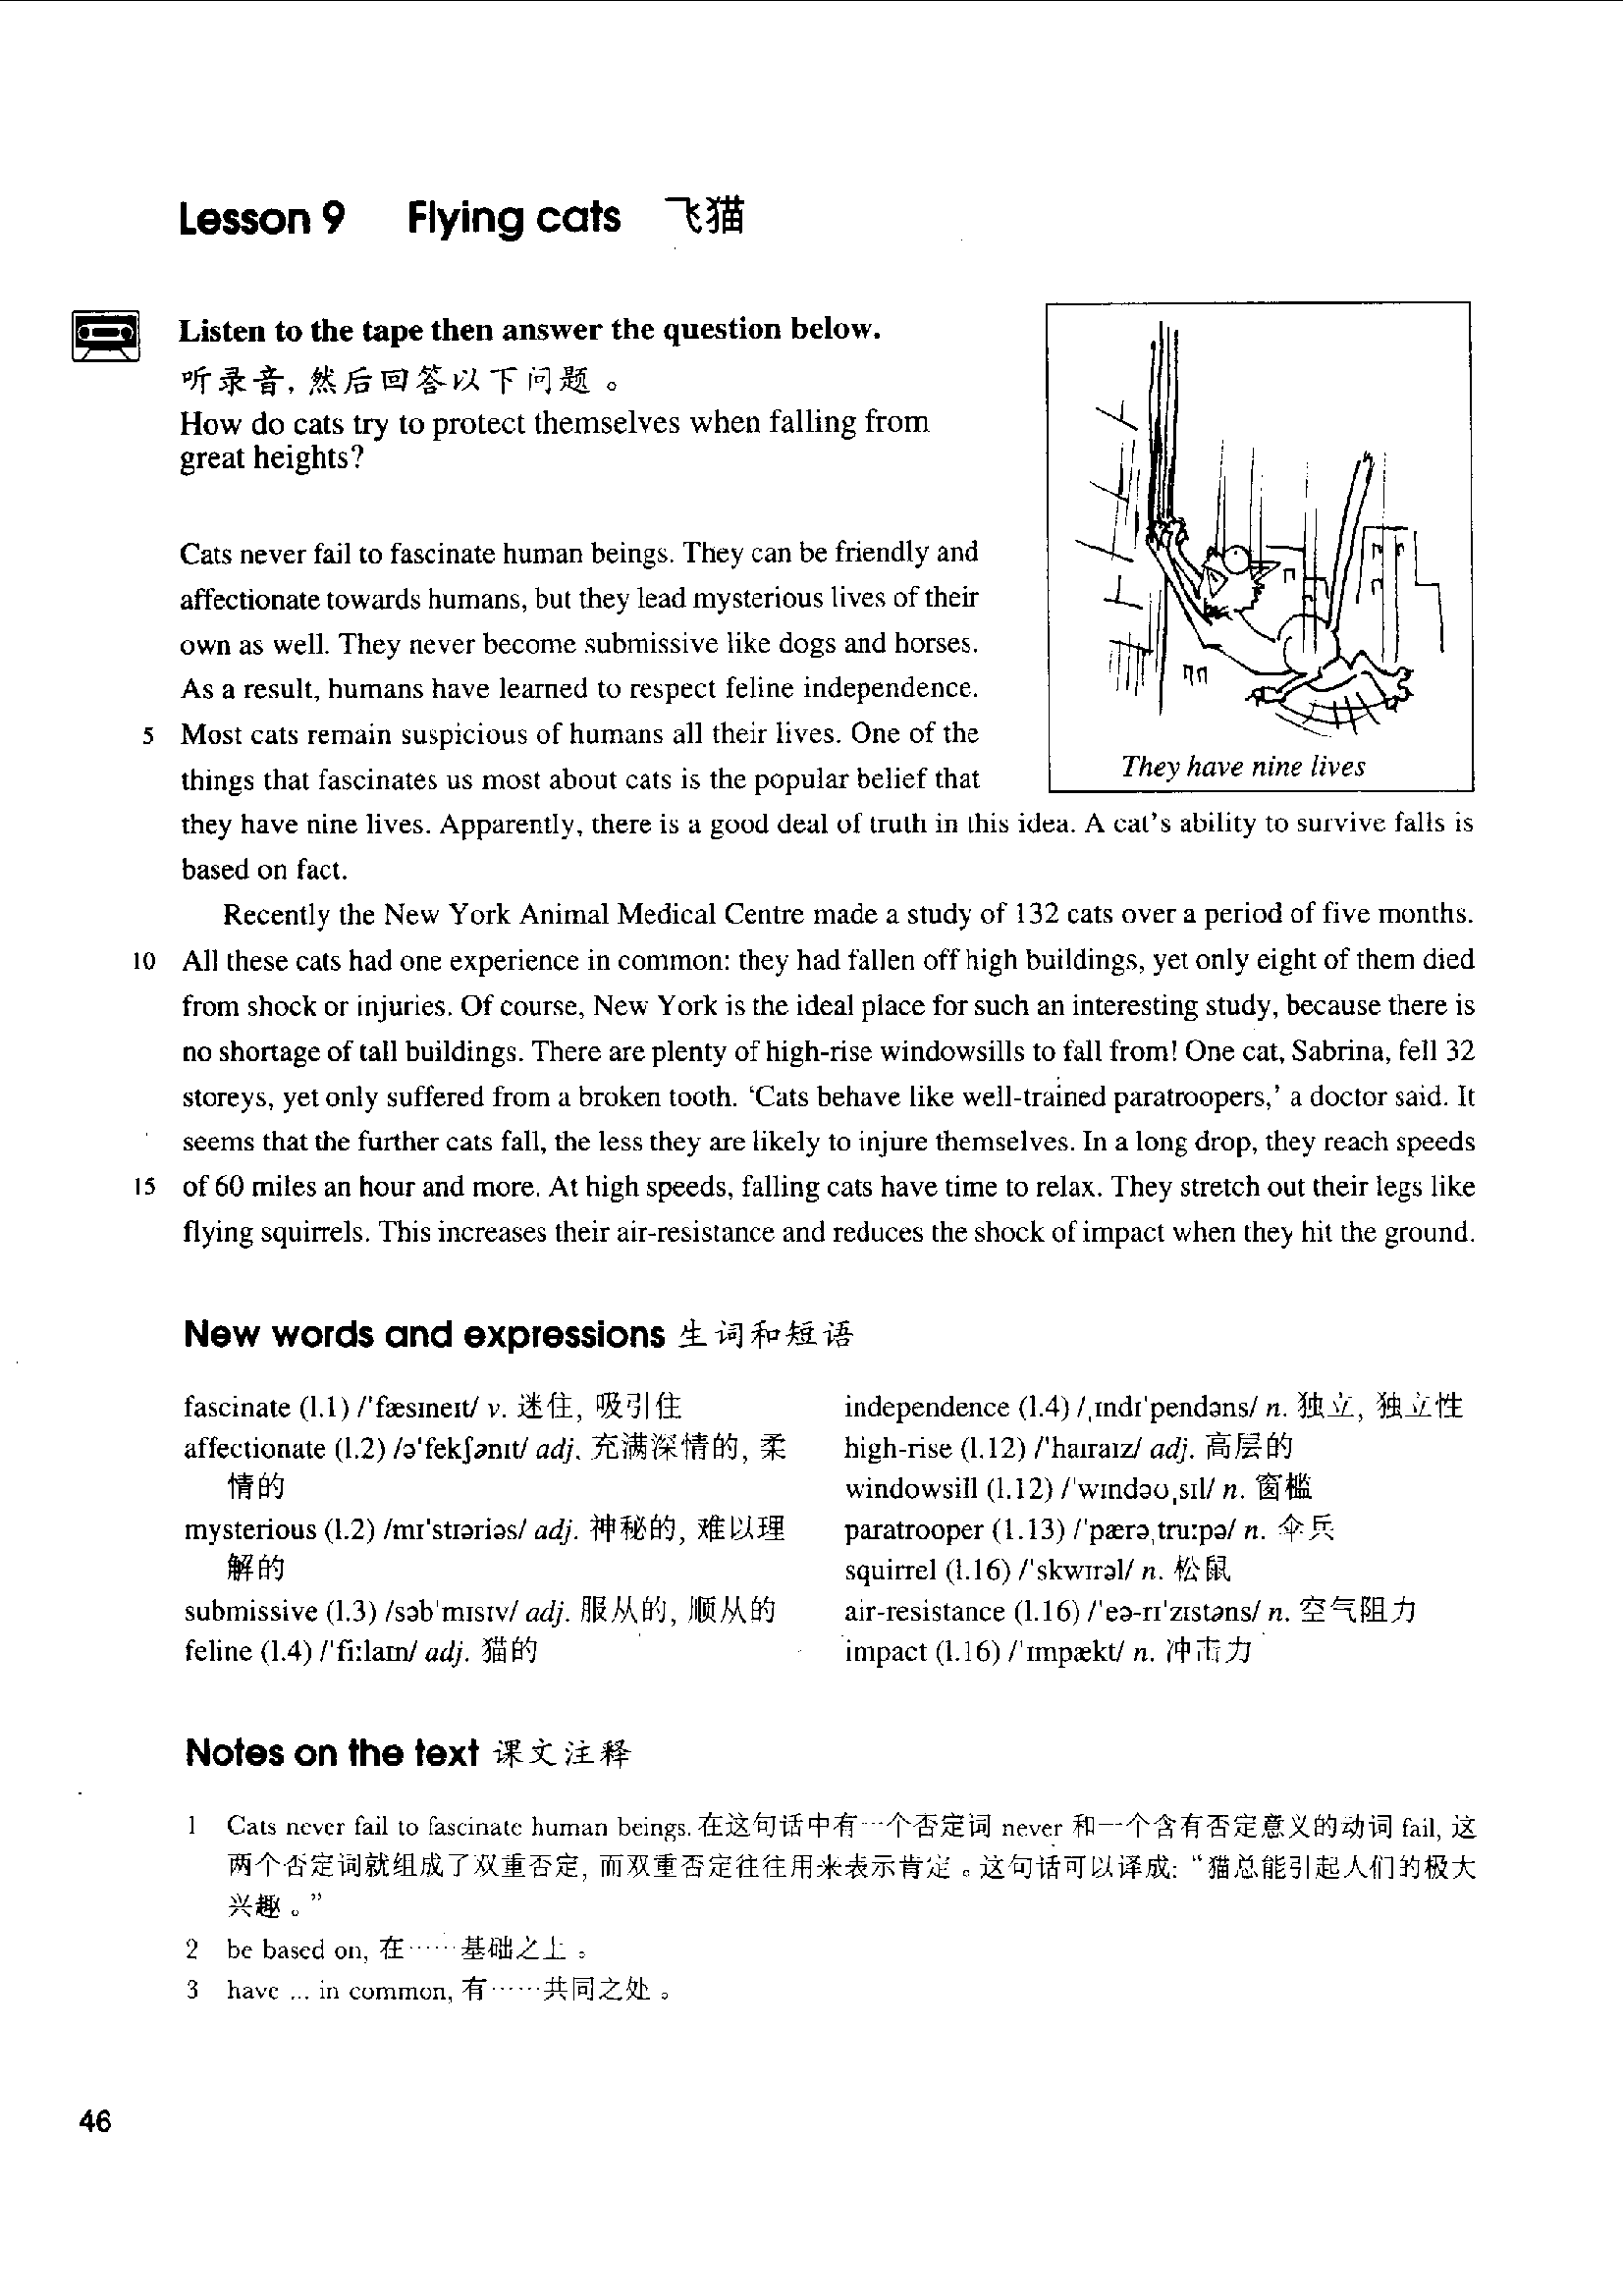 Lesson 9 Flying cats 飞猫
Listen to the tape then answer the question below.
听录音, 然后回答以下问题。
How do cats try to protect themselves when falling from
great heights?
Cats never fail to fascinate human beings. They can be friendly and
affectionate towards humans, but they lead mysterious lives of their
own as well. They never become submissive like dogs and horses.
As a result, humans have learned to respect feline independence.
5 Most cats remain suspicious of humans all their lives. One of the
things that fascinates us most about cats is the popular belief that
they have nine lives. Apparently, there is a good deal of truth in this idea. A cat's ability to survive falls is
based on fact.
They have nine lives
Recently the New York Animal Medical Centre made a study of 132 cats over a period of five months.
10 All these cats had one experience in common: they had fallen off high buildings, yet only eight of them died
from shock or injuries. Of course, New York is the ideal place for such an interesting study, because there is
no shortage of tall buildings. There are plenty of high-rise windowsills to fall from! One cat, Sabrina, fell 32
storeys, yet only suffered from a broken tooth. 'Cats behave like well-trained paratroopers,' a doctor said. It
seems that the further cats fall, the less they are likely to injure themselves. In a long drop, they reach speeds
15 of 60 miles an hour and more. At high speeds, falling cats have time to relax. They stretch out their legs like
flying squirrels. This increases their air-resistance and reduces the shock of impact when they hit the ground.
New words and expressions 生词和短语
fascinate (l.1) /ˈfæsɪneɪt/ v. 迷住, 吸引住
affectionate (l.2) /əˈfekʃənɪt/ adj. 充满深情的, 柔
情的
mysterious (l.2) /mɪˈstɪərɪəs/ adj. 神秘的, 难以理
解的
submissive (l.3) /səbˈmɪsɪv/ adj. 服从的, 顺从的
feline (l.4) /ˈfiːlaɪn/ adj. 猫的
independence (l.4) /ˌɪndɪˈpendəns/ n. 独立, 独立性
high-rise (l.12) /ˈhaɪraɪz/ adj. 高层的
windowsill (l.12) /ˈwɪndəʊˌsɪl/ n. 窗槛
paratrooper (l.13) /ˈpærəˌtruːpə/ n. 伞兵
squirrel (l.16) /ˈskwɪrəl/ n. 松鼠
air-resistance (l.16) /ˈeə-rɪˈzɪstəns/ n. 空气阻力
impact (l.16) /ˈɪmpækt/ n. 冲击力
Notes on the text 课文注释
1 Cats never fail to fascinate human beings. 在这句话中有一个否定词 never 和一个含有否定意义的动词 fail, 这
两个否定词就组成了双重否定, 而双重否定往往用来表示肯定。这句话可以译成: “猫总能引起人们的极大
兴趣。”
2 be based on, 在……基础之上。
3 have ... in common, 有……共同之处。
46